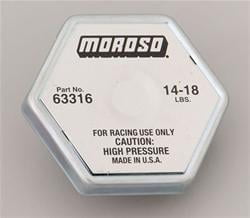 MOROSO
Part No. 14-18
63316 LBS.
FOR RACING USE ONLY
CAUTION:
HIGH PRESSURE
MADE IN U.S.A.